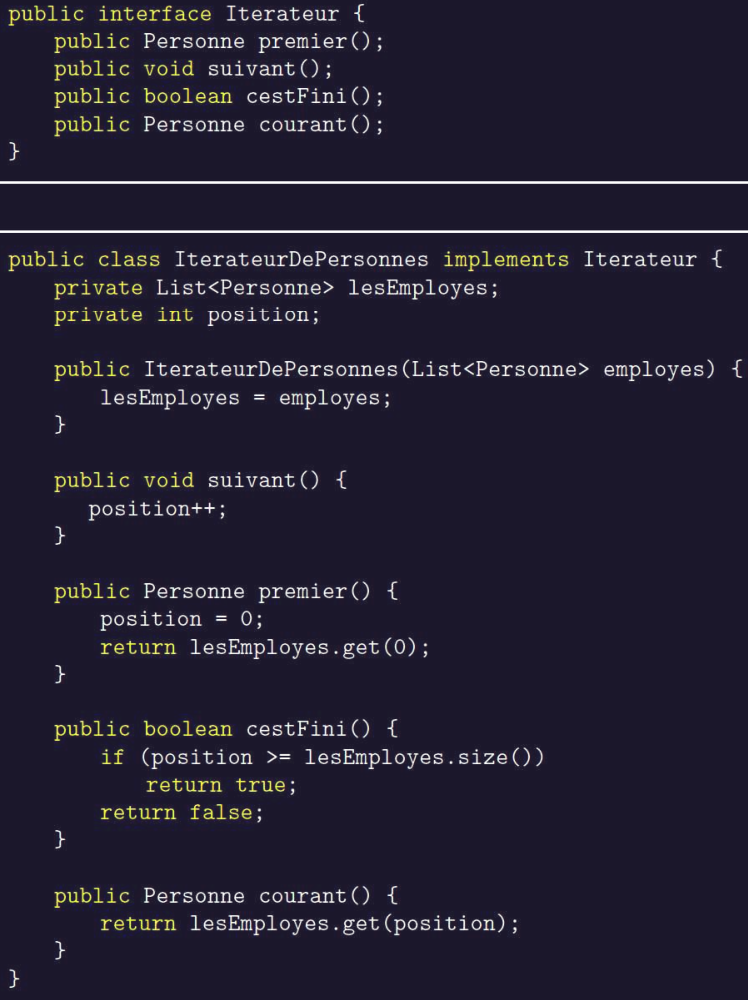 public interface Iterateur {
    public Personne premier();
    public void suivant();
    public boolean cestFini();
    public Personne courant();
}
public class IterateurDePersonnes implements Iterateur {
    private List<Personne> lesEmployes;
    private int position;
    public IterateurDePersonnes(List<Personne> employes) {
        lesEmployes = employes;
    }
    public void suivant() {
       position++;
    }
    public Personne premier() {
        position = 0;
        return lesEmployes.get(0);
    }
    public boolean cestFini() {
        if (position >= lesEmployes.size())
            return true;
        return false;
    }
    public Personne courant() {
        return lesEmployes.get(position);
    }
}